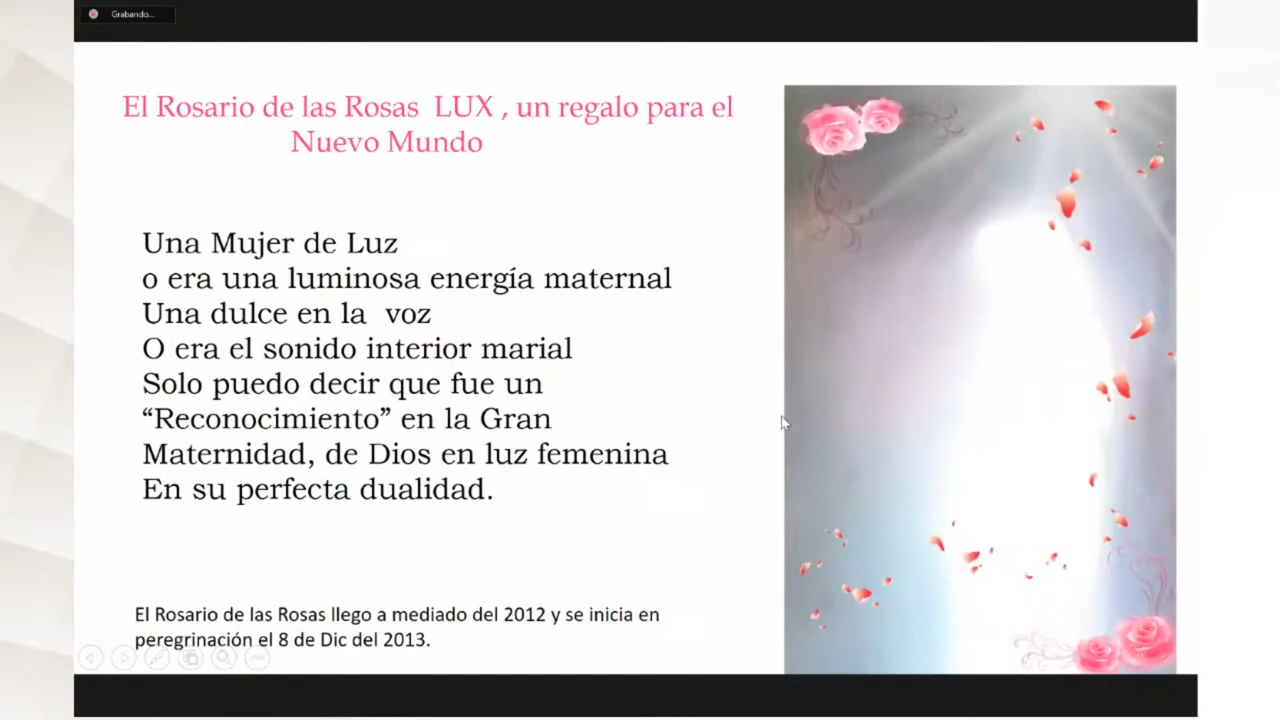 Grabando...
El Rosario de las Rosas LUX , un regalo para el
Nuevo Mundo
Una Mujer de Luz
o era una luminosa energía maternal
Una dulce en la voz
O era el sonido interior marial
Solo puedo decir que fue un
“Reconocimiento” en la Gran
Maternidad, de Dios en luz femenina
En su perfecta dualidad.
El Rosario de las Rosas llego a mediado del 2012 y se inicia en
peregrinación el 8 de Dic del 2013.